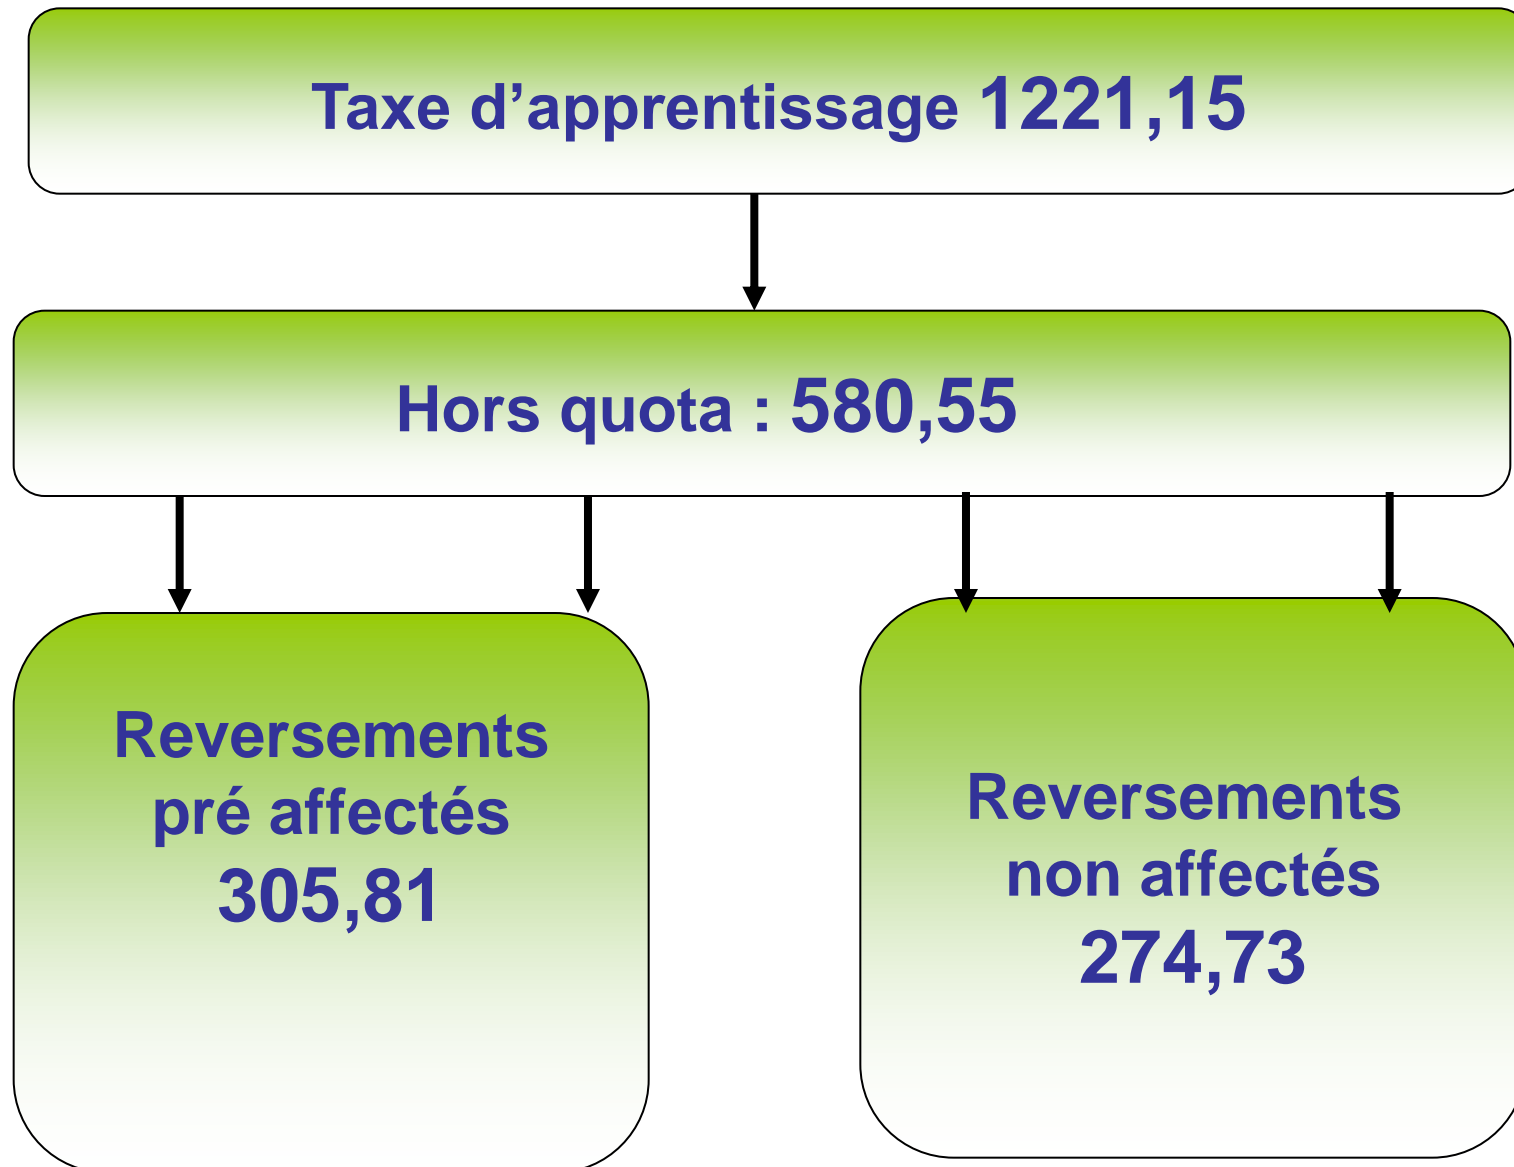 Taxe d’apprentissage 1221,15
Hors quota : 580,55
Reversements
pré affectés
305,81
Reversements
non affectés
274,73